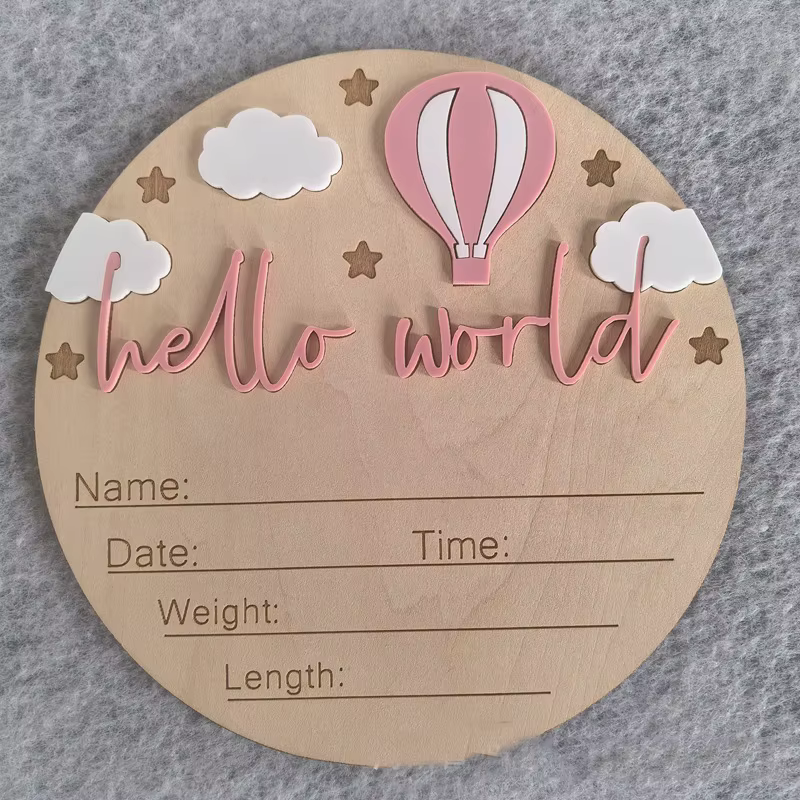 hello world
Name:
Date: Time:
Weight:
Length: